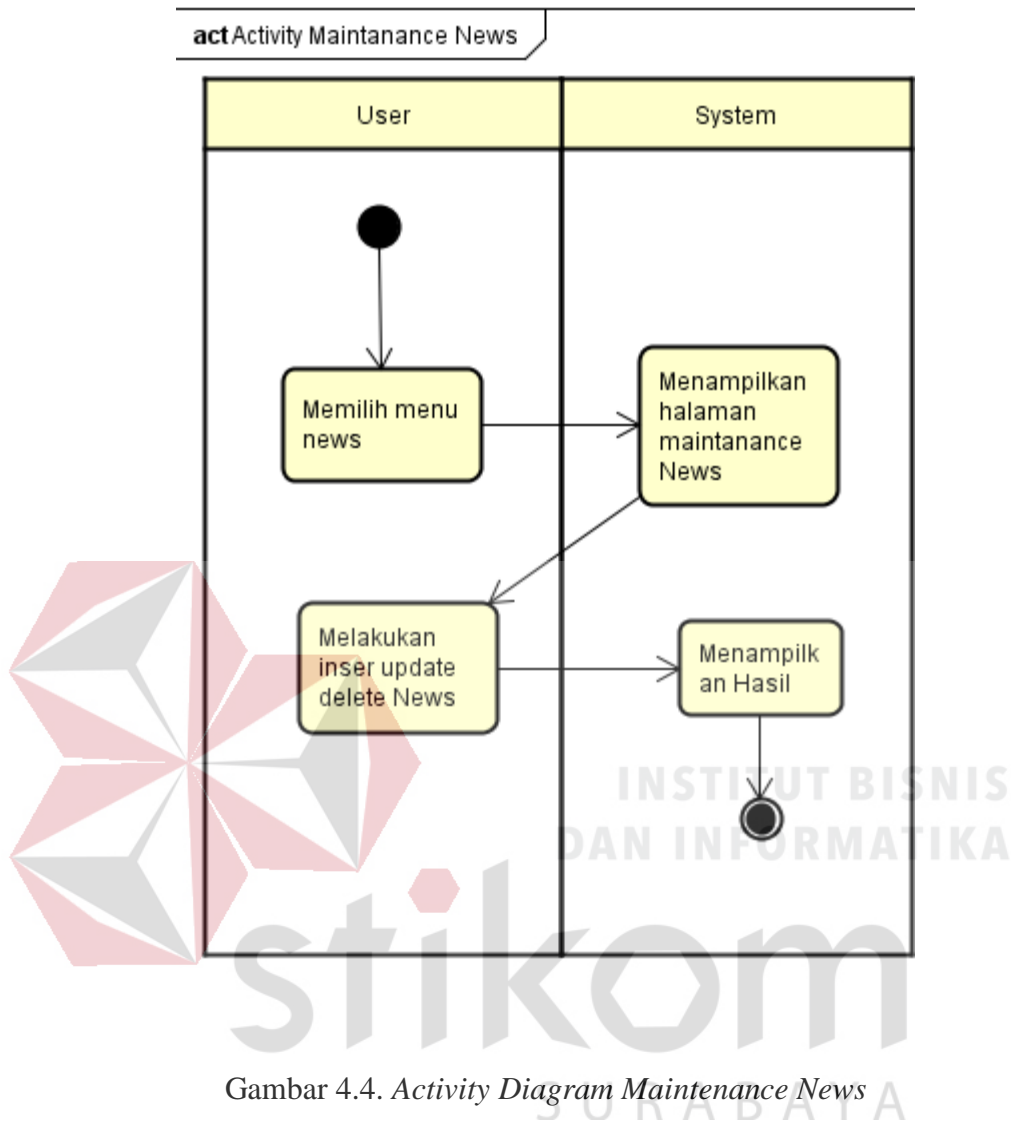 act Activity Maintanance News
User
System
Memilih menu
news
Menampilkan
halaman
maintanance
News
Melakukan
inser update
delete News
Menampilk
an Hasil
INSTITUT BISNIS
DAN INFORMATIKA
stikom
SURABAYA
Gambar 4.4. Activity Diagram Maintenance News